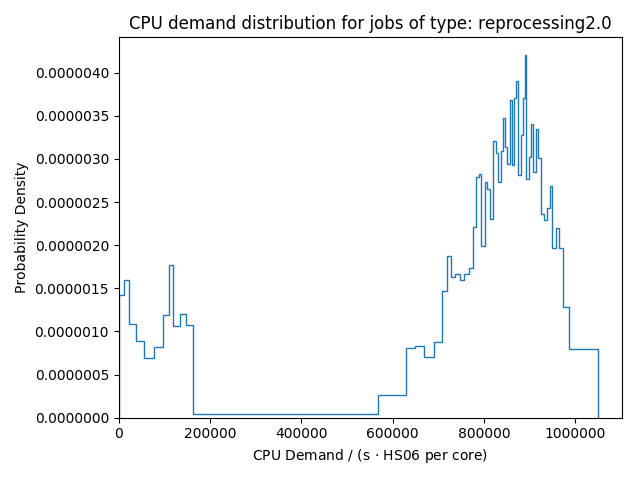 CPU demand distribution for jobs of type: reprocessing2.0
0.0000040
0.0000035
0.0000030
0.0000025
0.0000020
0.0000015
0.0000010
0.0000005
0.0000000
Probability Density
0 200000 400000 600000 800000 1000000
CPU Demand / (s · HS06 per core)